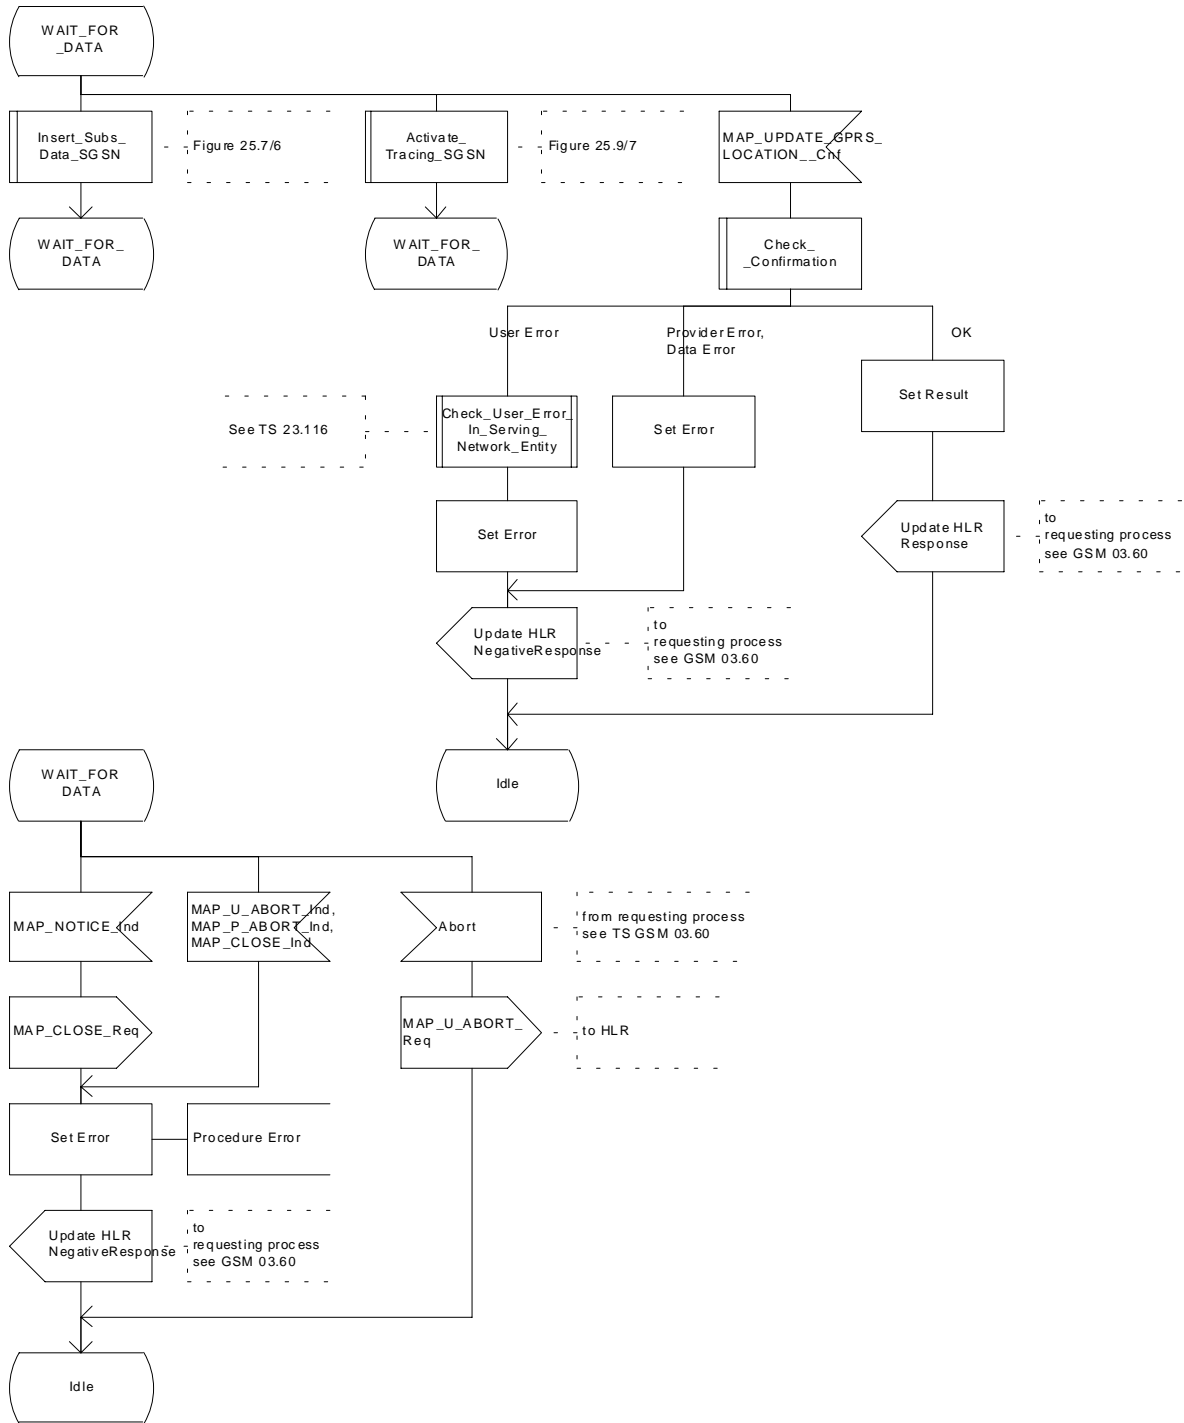 WAIT_FOR
_DATA
Insert_Subs_
Data_SGSN
Figure 25.7/6
Activate_
Tracing_SGSN
Figure 25.9/7
MAP_UPDATE_GPRS_
LOCATION__Cnf
WAIT_FOR_
DATA
WAIT_FOR_
DATA
Check_
_Confirmation
User Error
Provider Error,
Data Error
OK
Set Result
See TS 23.116
Check_User_Error_
In_Serving_
Network_Entity
Set Error
Set Error
Update HLR
Response
to
requesting process
see GSM 03.60
Update HLR
NegativeResponse
to
requesting process
see GSM 03.60
Idle
WAIT_FOR
DATA
MAP_NOTICE_Ind
MAP_U_ABORT_Ind,
MAP_P_ABORT_Ind,
MAP_CLOSE_Ind
Abort
from requesting process
see TS GSM 03.60
MAP_CLOSE_Req
MAP_U_ABORT_
Req
to HLR
Set Error
Procedure Error
Update HLR
NegativeResponse
to
requesting process
see GSM 03.60
Idle